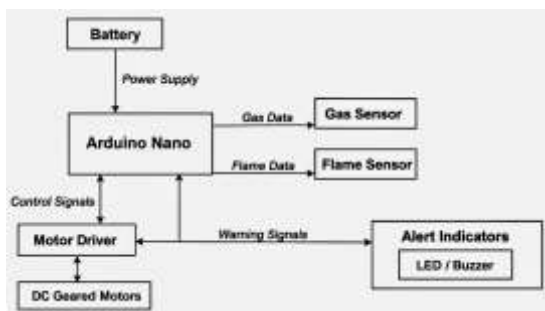 Battery
Power Supply
Gas Data
Gas Sensor
Arduino Nano
Flame Data
Flame Sensor
Control Signals
Motor Driver
Warning Signals
Alert Indicators
LED / Buzzer
DC Geared Motors